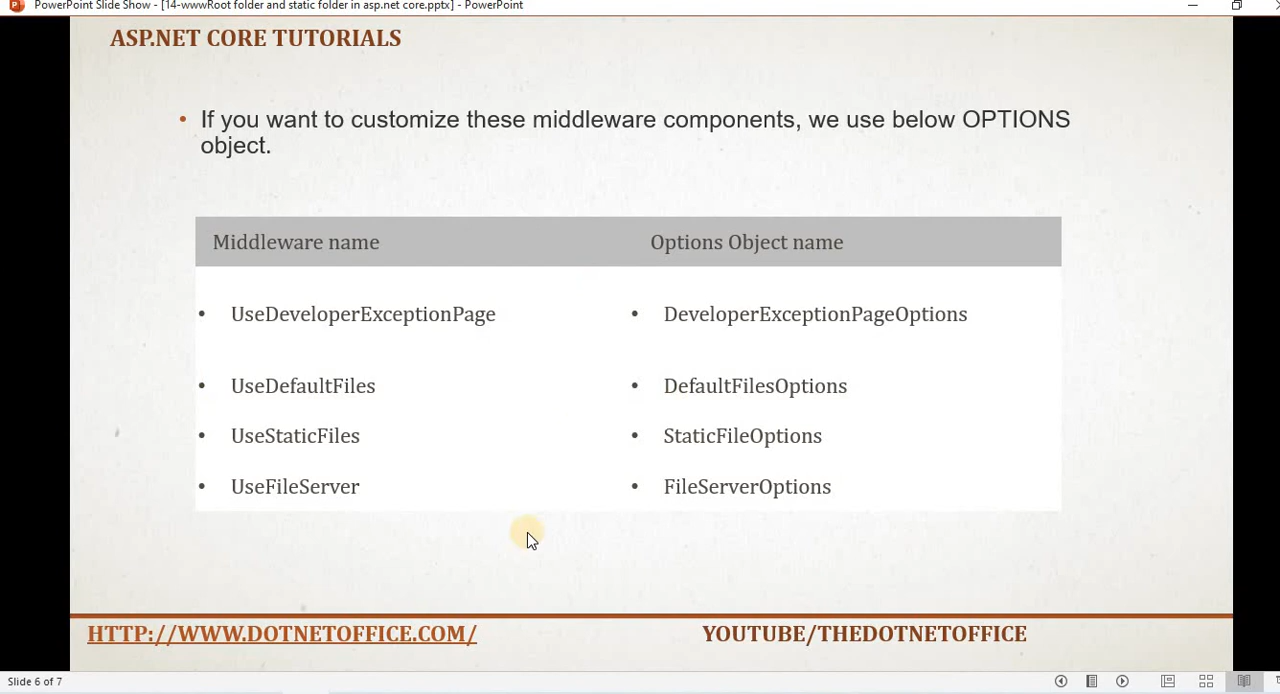 PowerPoint Slide Show - [14-wwwRoot folder and static folder in asp.net core.pptx] - PowerPoint
ASP.NET CORE TUTORIALS
• If you want to customize these middleware components, we use below OPTIONS
object.
Middleware name Options Object name
• UseDeveloperExceptionPage • DeveloperExceptionPageOptions
• UseDefaultFiles • DefaultFilesOptions
• UseStaticFiles • StaticFileOptions
• UseFileServer • FileServerOptions
HTTP://WWW.DOTNETOFFICE.COM/ YOUTUBE/THEDOTNETOFFICE
Slide 6 of 7